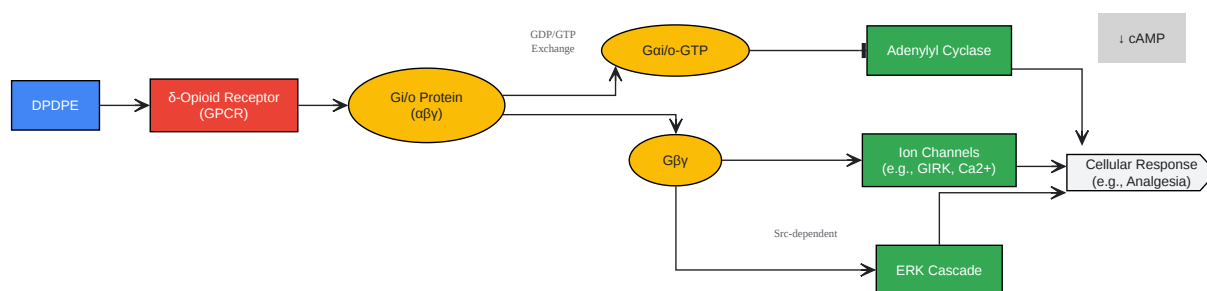 GDP/GTP
Exchange
Gαi/o-GTP
Adenylyl Cyclase
↓ cAMP
DPDPE
δ-Opioid Receptor
(GPCR)
Gi/o Protein
(αβγ)
Gβγ
Ion Channels
(e.g., GIRK, Ca2+)
Cellular Response
(e.g., Analgesia)
Src-dependent
ERK Cascade